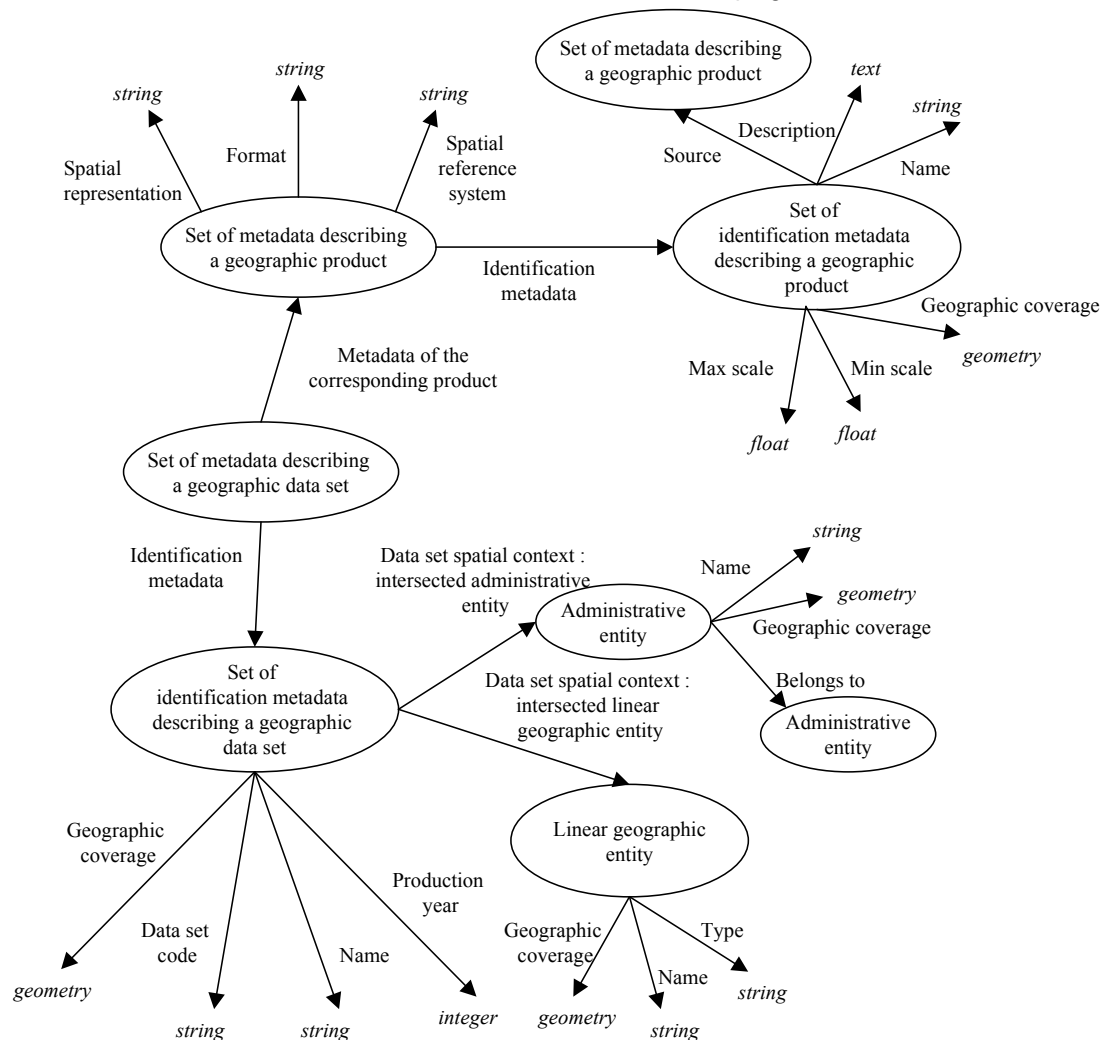 Set of metadata describing
a geographic product
text
string
Description
Source
Name
Set of
identification metadata
describing a geographic
product
Geographic coverage
geometry
Max scale
Min scale
float
float
string
string
string
Spatial
representation
Format
Spatial
reference
system
Set of metadata describing
a geographic product
Identification
metadata
Metadata of the
corresponding product
Set of metadata describing
a geographic data set
Identification
metadata
Set of
identification metadata
describing a geographic
data set
Data set spatial context :
intersected administrative
entity
Administrative
entity
Name
string
geometry
Geographic coverage
Belongs to
Administrative
entity
Data set spatial context :
intersected linear
geographic entity
Linear geographic
entity
Geographic
coverage
Name
Type
geometry
string
string
Geographic
coverage
Data set
code
Name
Production
year
geometry
string
string
integer